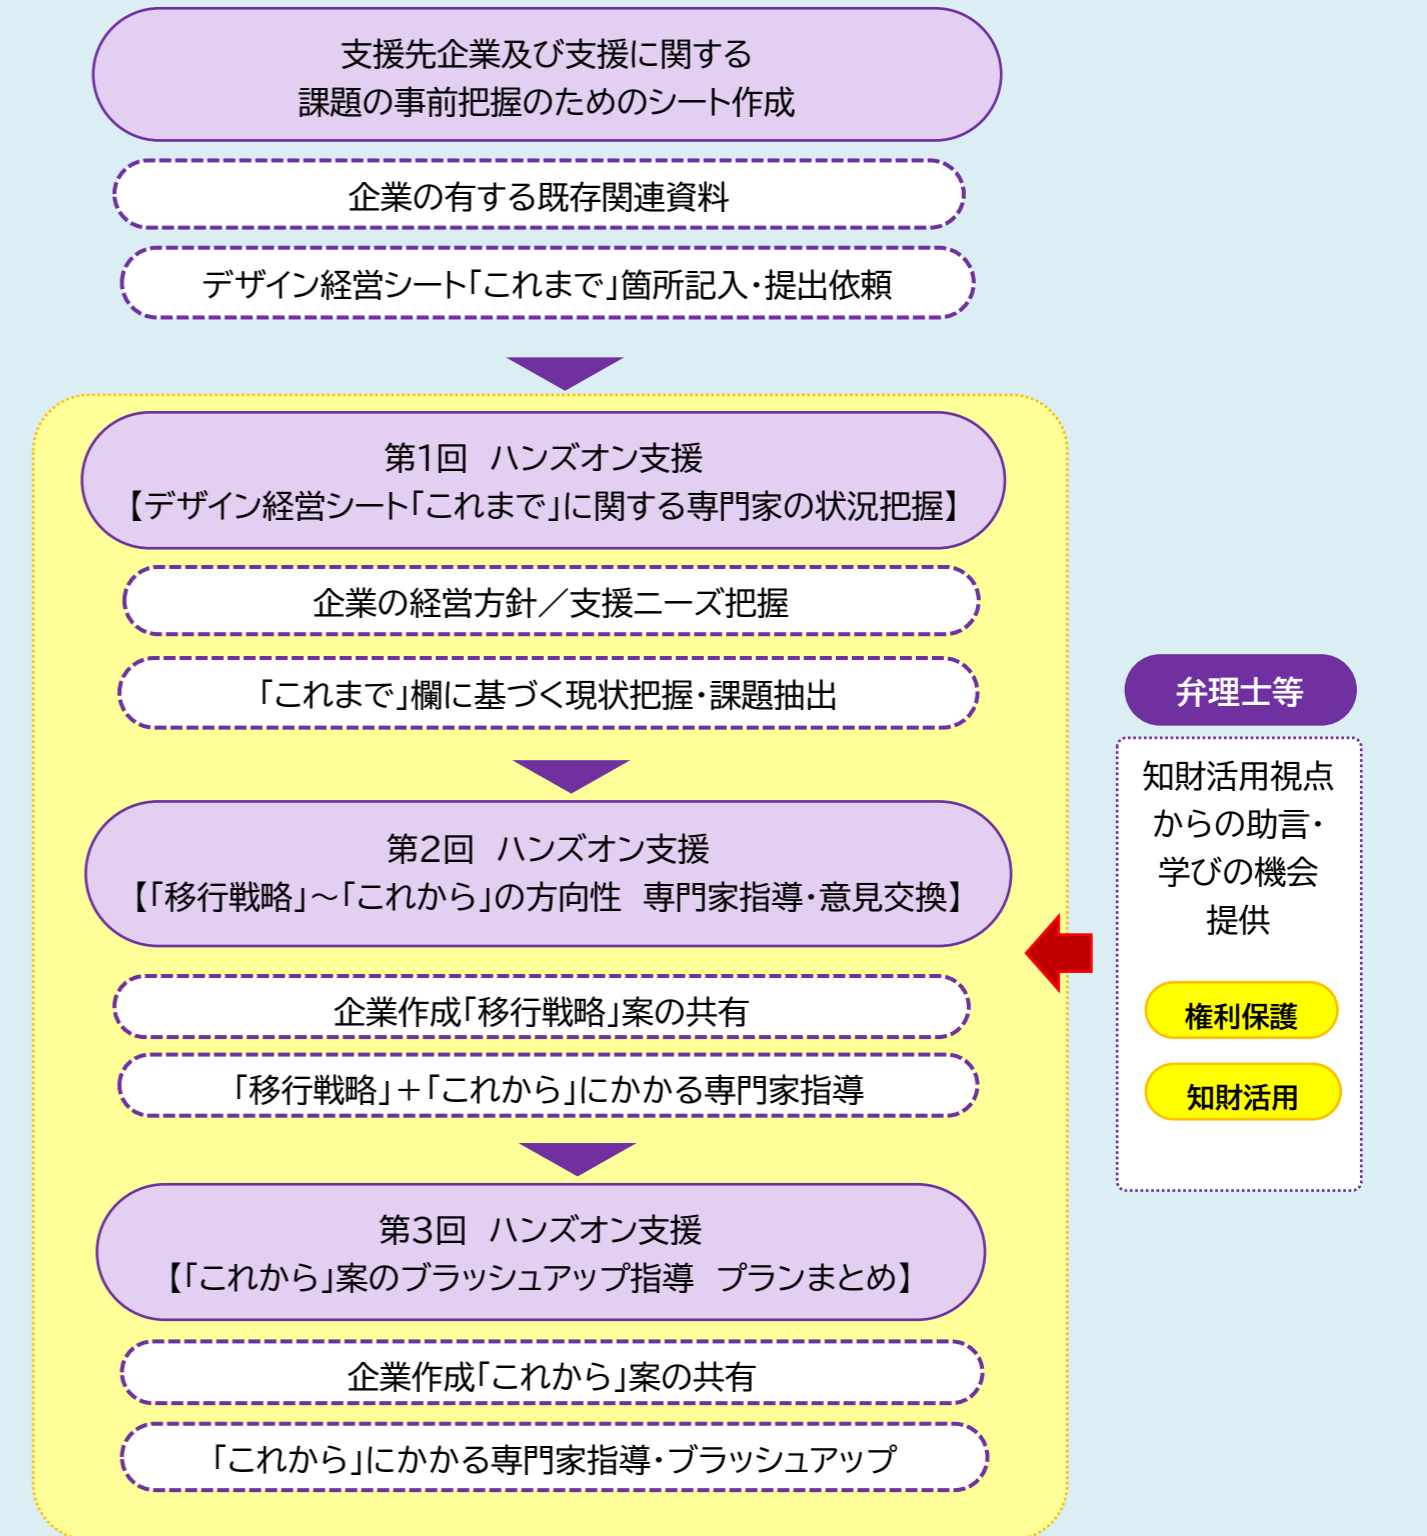 支援先企業及び支援に関する
課題の事前把握のためのシート作成
企業の有する既存関連資料
デザイン経営シート「これまで」箇所記入・提出依頼
第1回　ハンズオン支援
【デザイン経営シート「これまで」に関する専門家の状況把握】
企業の経営方針／支援ニーズ把握
「これまで」欄に基づく現状把握・課題抽出
第2回　ハンズオン支援
【「移行戦略」～「これから」の方向性　専門家指導・意見交換】
企業作成「移行戦略」案の共有
「移行戦略」＋「これから」にかかる専門家指導
第3回　ハンズオン支援
【「これから」案のブラッシュアップ指導　プランまとめ】
企業作成「これから」案の共有
「これから」にかかる専門家指導・ブラッシュアップ
弁理士等
知財活用視点
からの助言・
学びの機会
提供
権利保護
知財活用